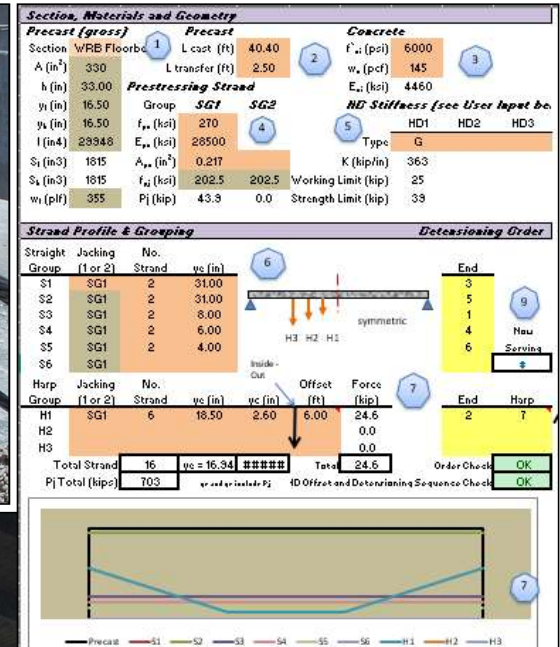 Section, Materials and Geometry
Precast (gross) Precast Concrete
Section WRB Floorbe 1 L cast (ft) 40.40 2 f'ci (psi) 6000 3
A (in²) 330 L transfer (ft) 2.50 wc (pcf) 145
h (in) 33.00 Prestressing Strand Eci (ksi) 4460
yt (in) 16.50 Group SG1 SG2 HD Stiffness (see User Input be
yb (in) 16.50 fpu (ksi) 270 4 5 HD1 HD2 HD3
I (in4) 29948 Eps (ksi) 28500 Type G
St (in3) 1815 Aps (in²) 0.217 K (kip/in) 363
Sb (in3) 1815 fpj (ksi) 202.5 202.5 Working Limit (kip) 25
wt (plf) 355 Pj (kip) 43.9 0.0 Strength Limit (kip) 39
Strand Profile & Grouping Detensioning Order
Straight Jacking No.
Group (1 or 2) Strand ye (in) 6 End
S1 SG1 2 31.00 3
S2 SG1 2 31.00 5 9
S3 SG1 2 8.00 symmetric 1
S4 SG1 2 6.00 4 Now
S5 SG1 2 4.00 H3 H2 H1 6 Serving
S6 SG1
Inside -
Out
Harp Jacking No. Offset Force 7
Group (1 or 2) Strand ye (in) yc (in) (ft) (kip) End Harp
H1 SG1 6 18.50 2.60 6.00 24.6 2 7
H2 0.0
H3 0.0
Total Strand 16 ye = 16.94 ##### Total 24.6 Order Check OK
Pj Total (kips) 703 HD Offset and Detensioning Sequence Check OK
7
Precast S1 S2 S3 S4 S5 S6 H1 H2 H3